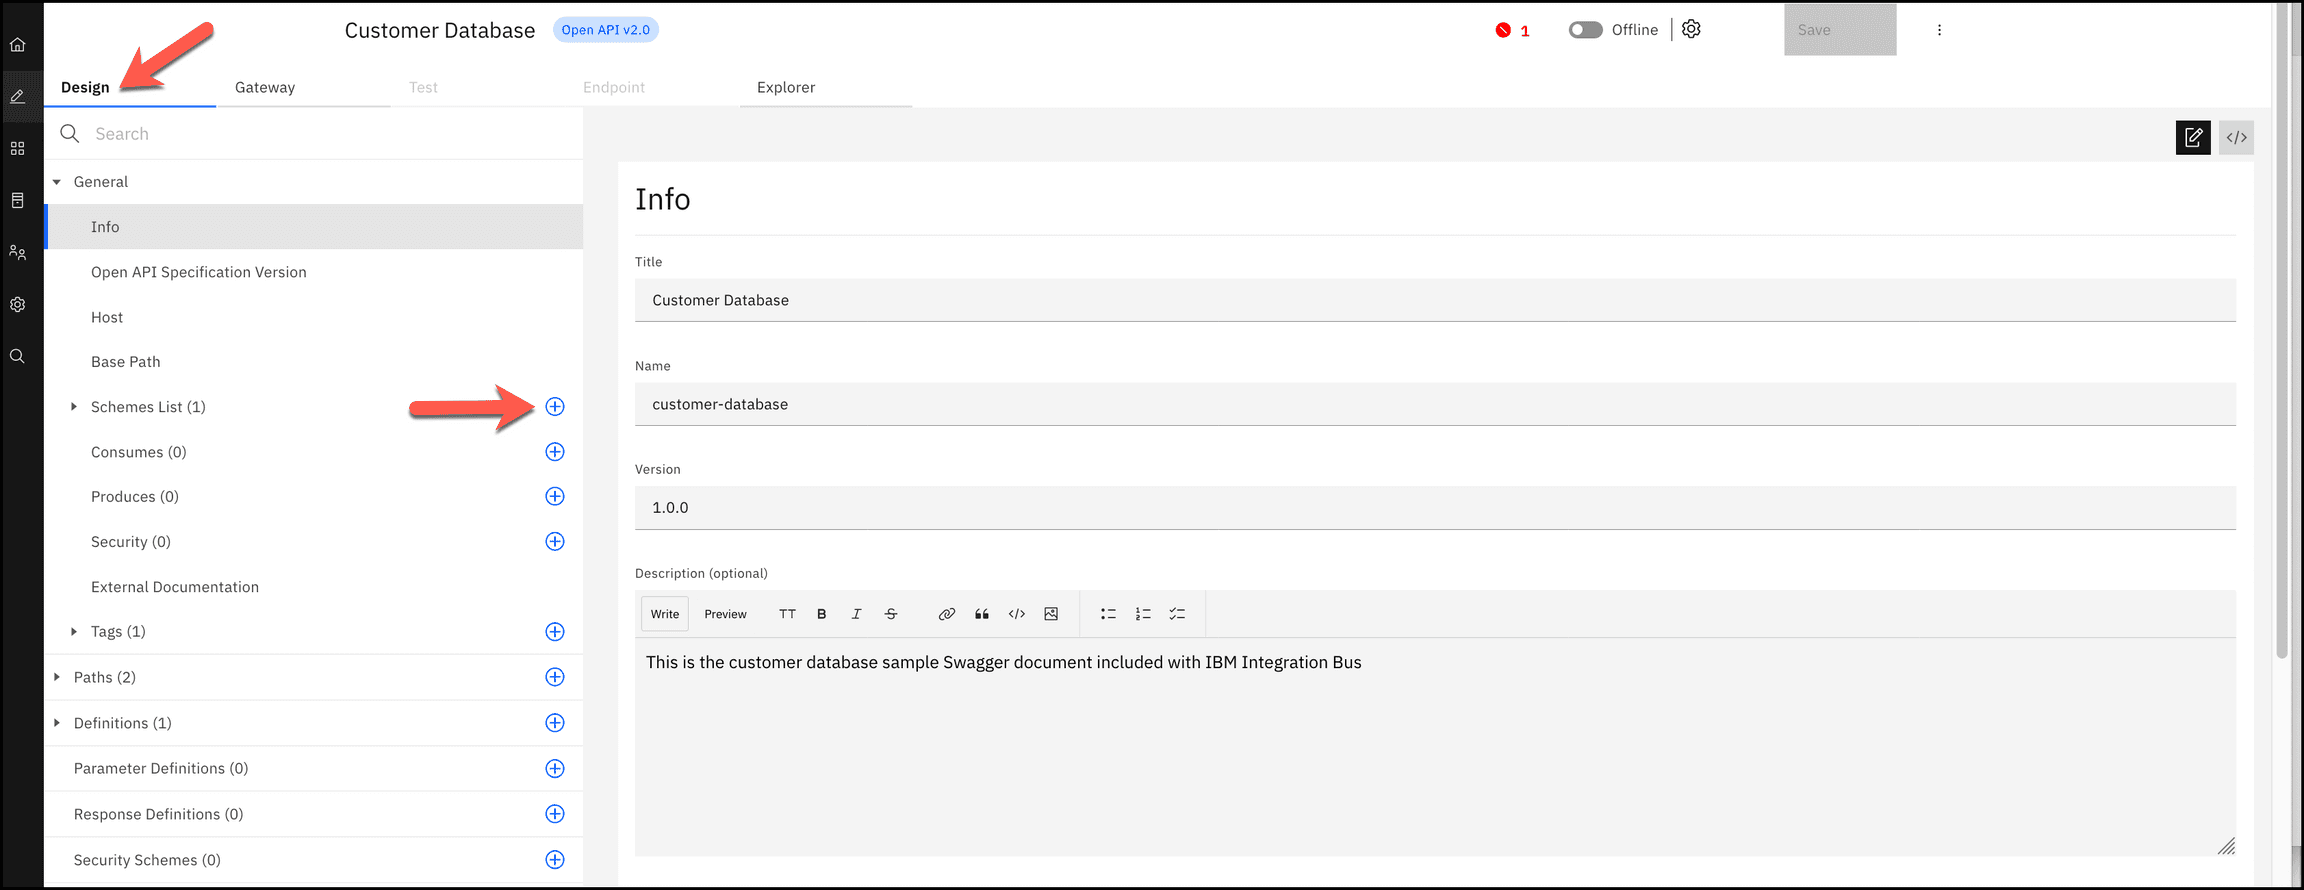 Customer Database
Open API v2.0
1
Offline
Save
Design
Gateway
Test
Endpoint
Explorer
Search
General
Info
Open API Specification Version
Host
Base Path
Schemes List (1)
Consumes (0)
Produces (0)
Security (0)
External Documentation
Tags (1)
Paths (2)
Definitions (1)
Parameter Definitions (0)
Response Definitions (0)
Security Schemes (0)
Info
Title
Customer Database
Name
customer-database
Version
1.0.0
Description (optional)
Write
Preview
TT
B
I
S
This is the customer database sample Swagger document included with IBM Integration Bus